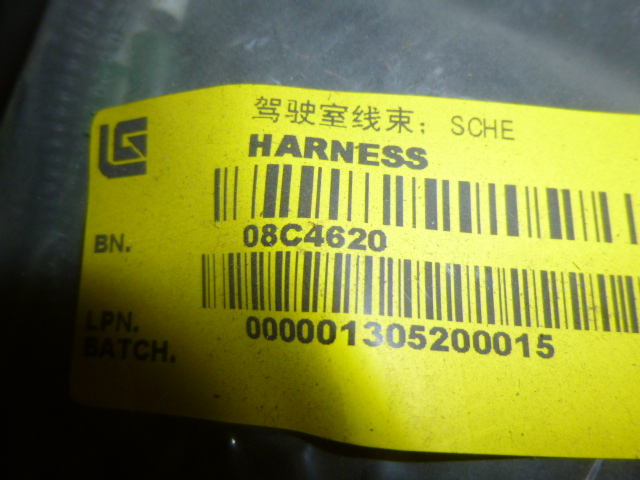 驾驶室线束; SCHE
HARNESS
BN. 08C4620
LPN. 000001305200015
BATCH.